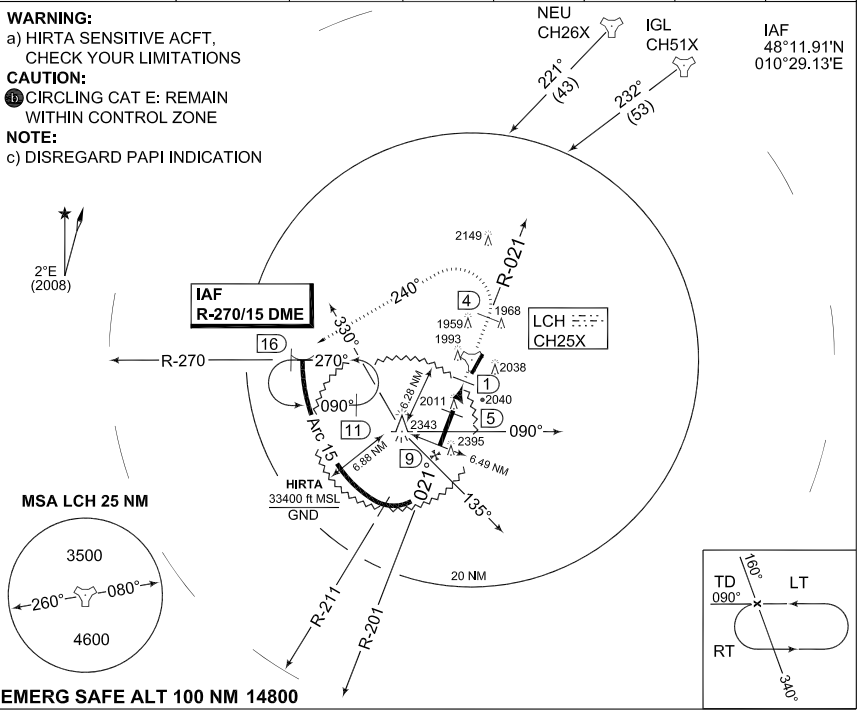 WARNING:
a) HIRTA SENSITIVE ACFT,
CHECK YOUR LIMITATIONS
CAUTION:
b CIRCLING CAT E: REMAIN
WITHIN CONTROL ZONE
NOTE:
c) DISREGARD PAPI INDICATION
NEU
CH26X
IGL
CH51X
IAF
48°11.91'N
010°29.13'E
221°
(43)
232°
(53)
2°E
(2008)
2149
R-021
240°
IAF
R-270/15 DME
330°
4
1968
1959
1993
LCH
CH25X
16
R-270
270°
2038
1
6.28 NM
090°
2011
2040
5
11
2343
090°
Arc 15
6.88 NM
9
2395
6.49 NM
021°
135°
HIRTA
33400 ft MSL
GND
MSA LCH 25 NM
3500
260°
080°
4600
20 NM
R-211
R-201
160°
TD
090°
LT
RT
340°
EMERG SAFE ALT 100 NM 14800